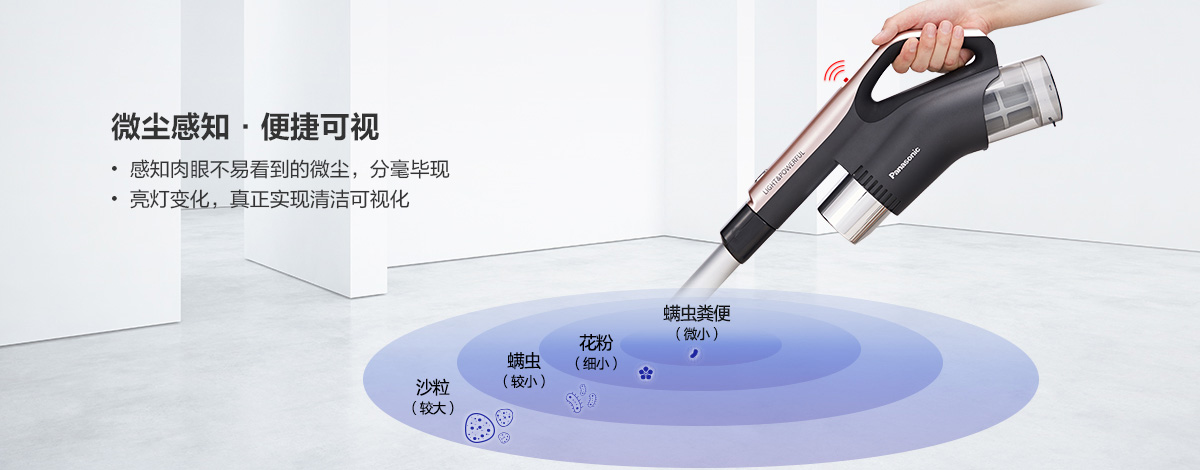 微尘感知 · 便捷可视
• 感知肉眼不易看到的微尘，分毫毕现
• 亮灯变化，真正实现清洁可视化
LIGHT&POWERFUL
Panasonic
螨虫粪便
（微小）
花粉
（细小）
螨虫
（较小）
沙粒
（较大）